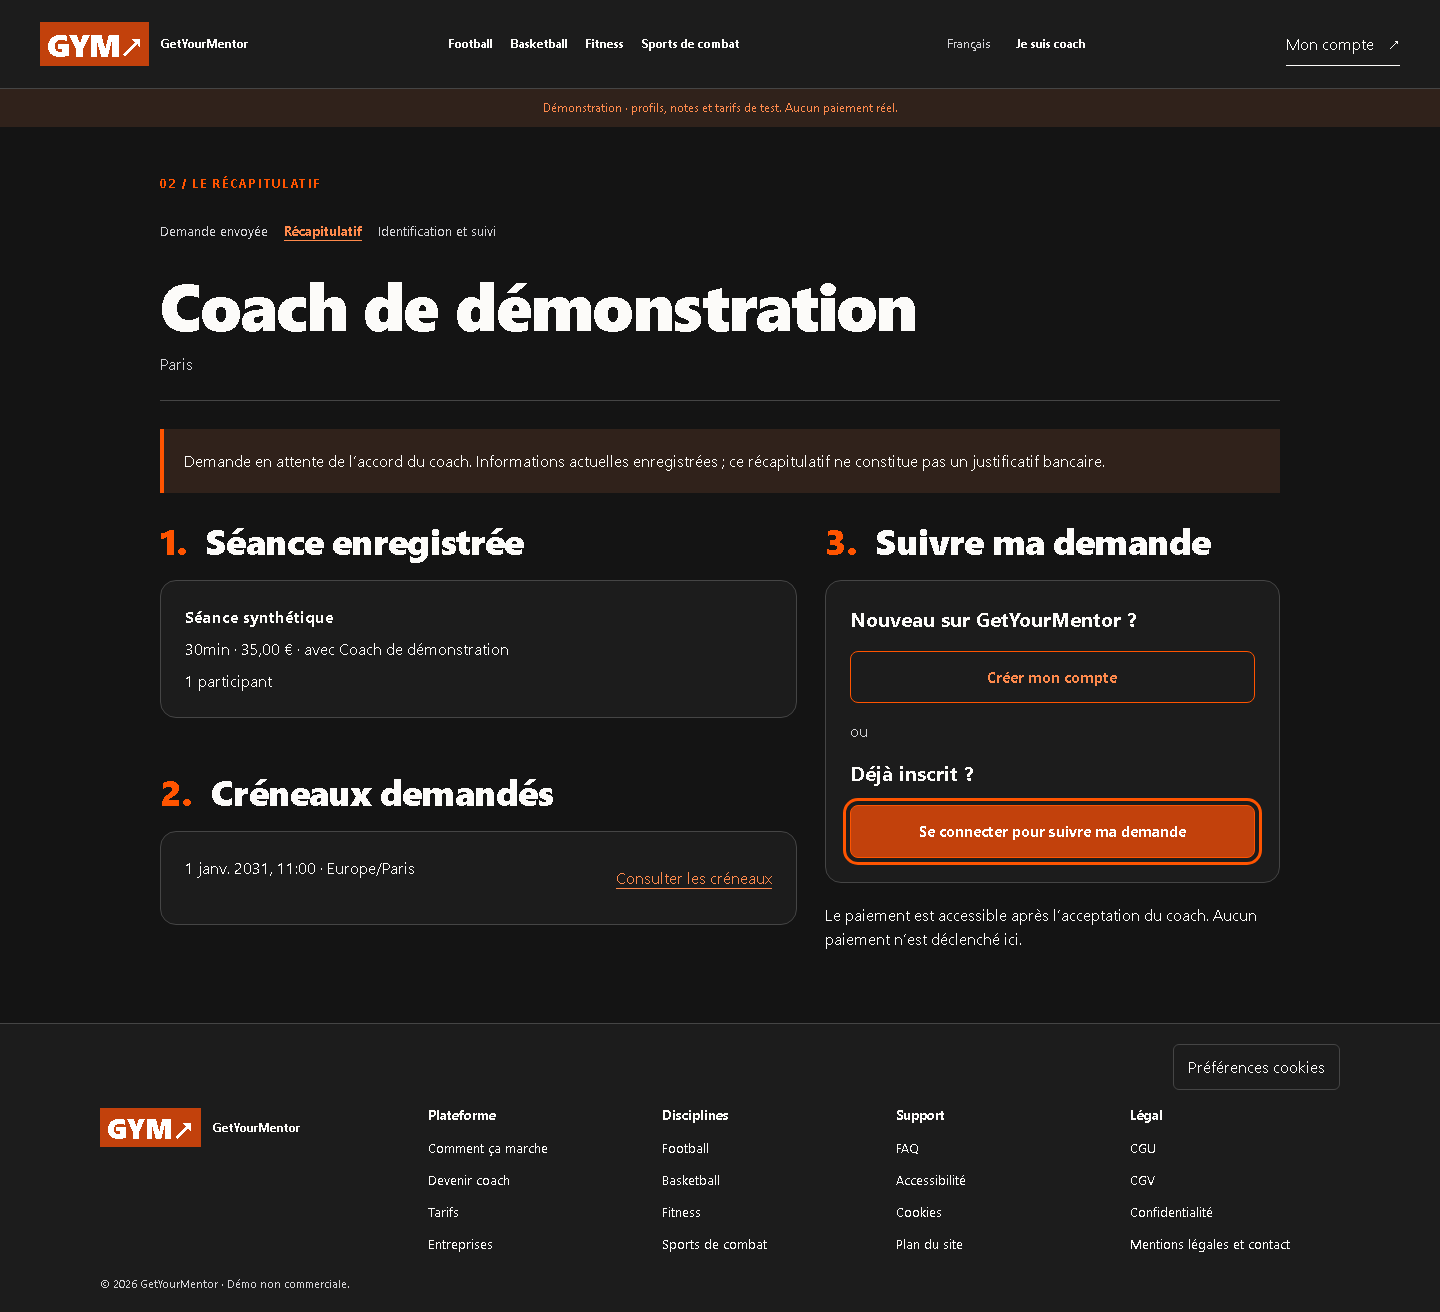 GYM↗ GetYourMentor
Football Basketball Fitness Sports de combat
Français Je suis coach
Mon compte ↗
Démonstration · profils, notes et tarifs de test. Aucun paiement réel.
02 / LE RÉCAPITULATIF
Demande envoyée Récapitulatif Identification et suivi
Coach de démonstration
Paris
Demande en attente de l’accord du coach. Informations actuelles enregistrées ; ce récapitulatif ne constitue pas un justificatif bancaire.
1. Séance enregistrée
Séance synthétique
30min · 35,00 € · avec Coach de démonstration
1 participant
2. Créneaux demandés
1 janv. 2031, 11:00 · Europe/Paris
Consulter les créneaux
3. Suivre ma demande
Nouveau sur GetYourMentor ?
Créer mon compte
ou
Déjà inscrit ?
Se connecter pour suivre ma demande
Le paiement est accessible après l’acceptation du coach. Aucun
paiement n’est déclenché ici.
Préférences cookies
GYM↗ GetYourMentor
Plateforme
Comment ça marche
Devenir coach
Tarifs
Entreprises
Disciplines
Football
Basketball
Fitness
Sports de combat
Support
FAQ
Accessibilité
Cookies
Plan du site
Légal
CGU
CGV
Confidentialité
Mentions légales et contact
© 2026 GetYourMentor · Démo non commerciale.